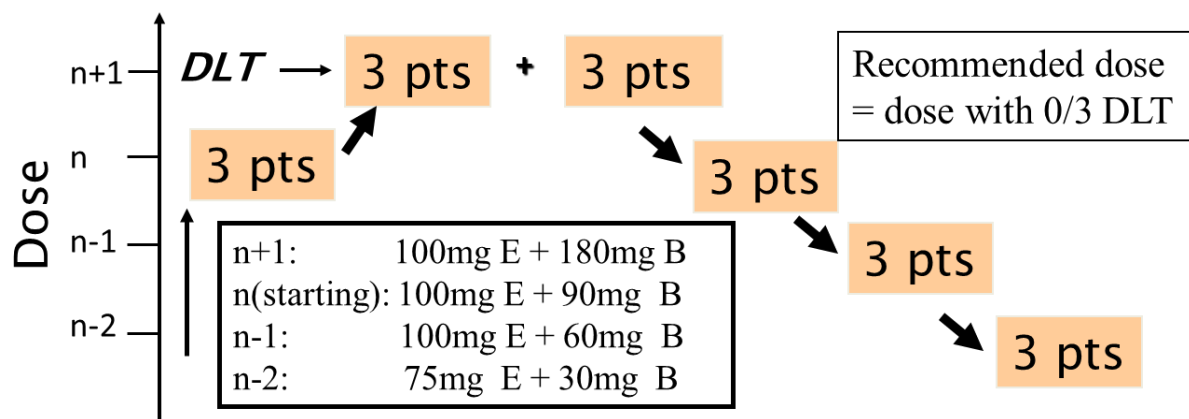 n+1 DLT 3 pts + 3 pts
Recommended dose
= dose with 0/3 DLT
n 3 pts 3 pts
Dose
n-1 3 pts
n-2 3 pts
n+1: 100mg E + 180mg B
n(starting): 100mg E + 90mg B
n-1: 100mg E + 60mg B
n-2: 75mg E + 30mg B